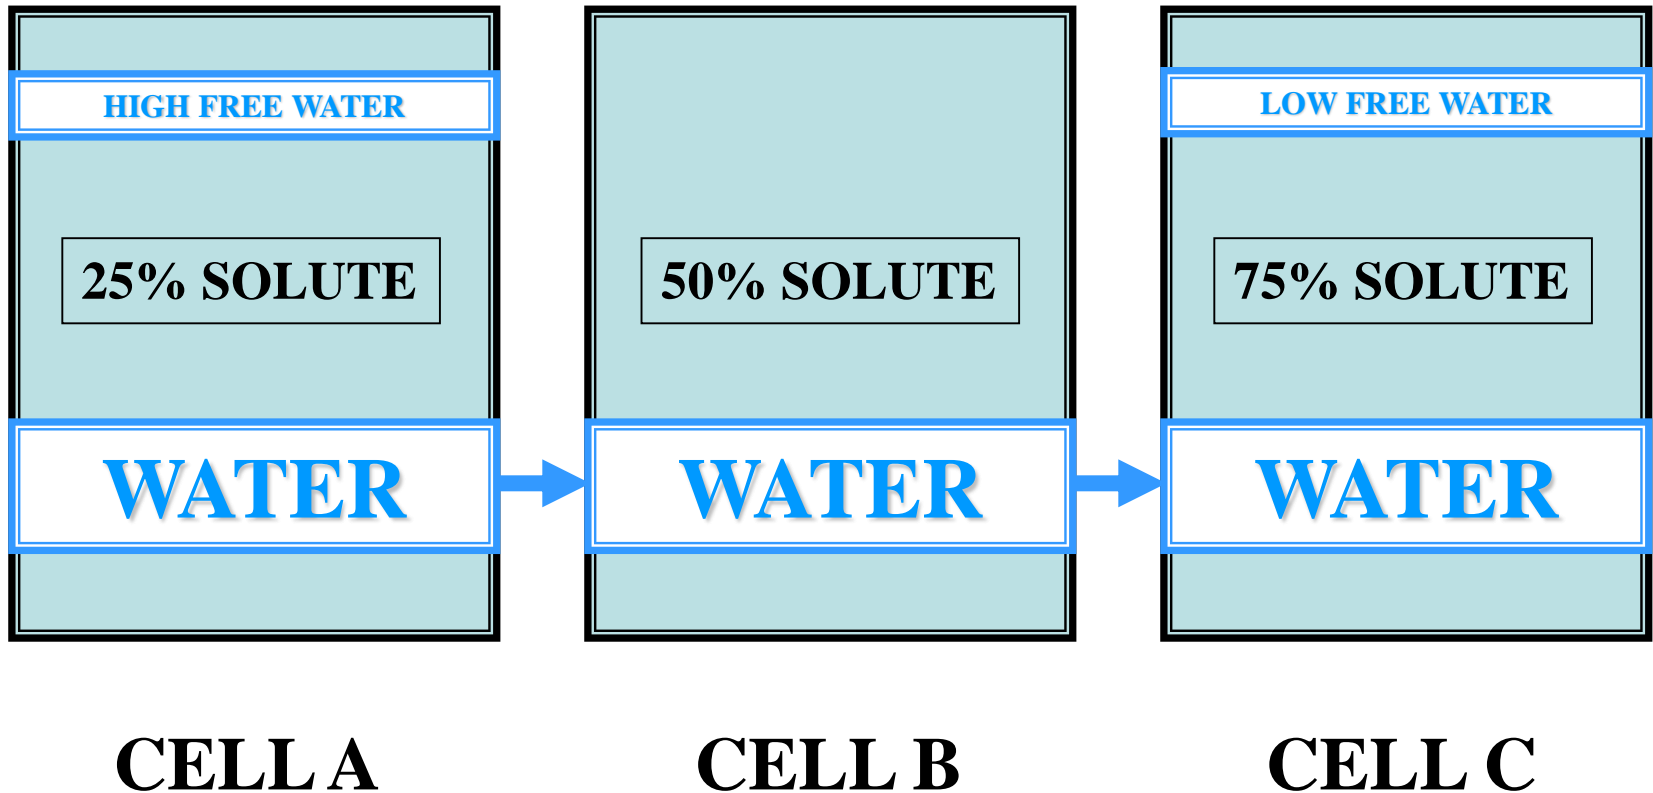 HIGH FREE WATER
LOW FREE WATER
25% SOLUTE
50% SOLUTE
75% SOLUTE
WATER
WATER
WATER
CELL A
CELL B
CELL C